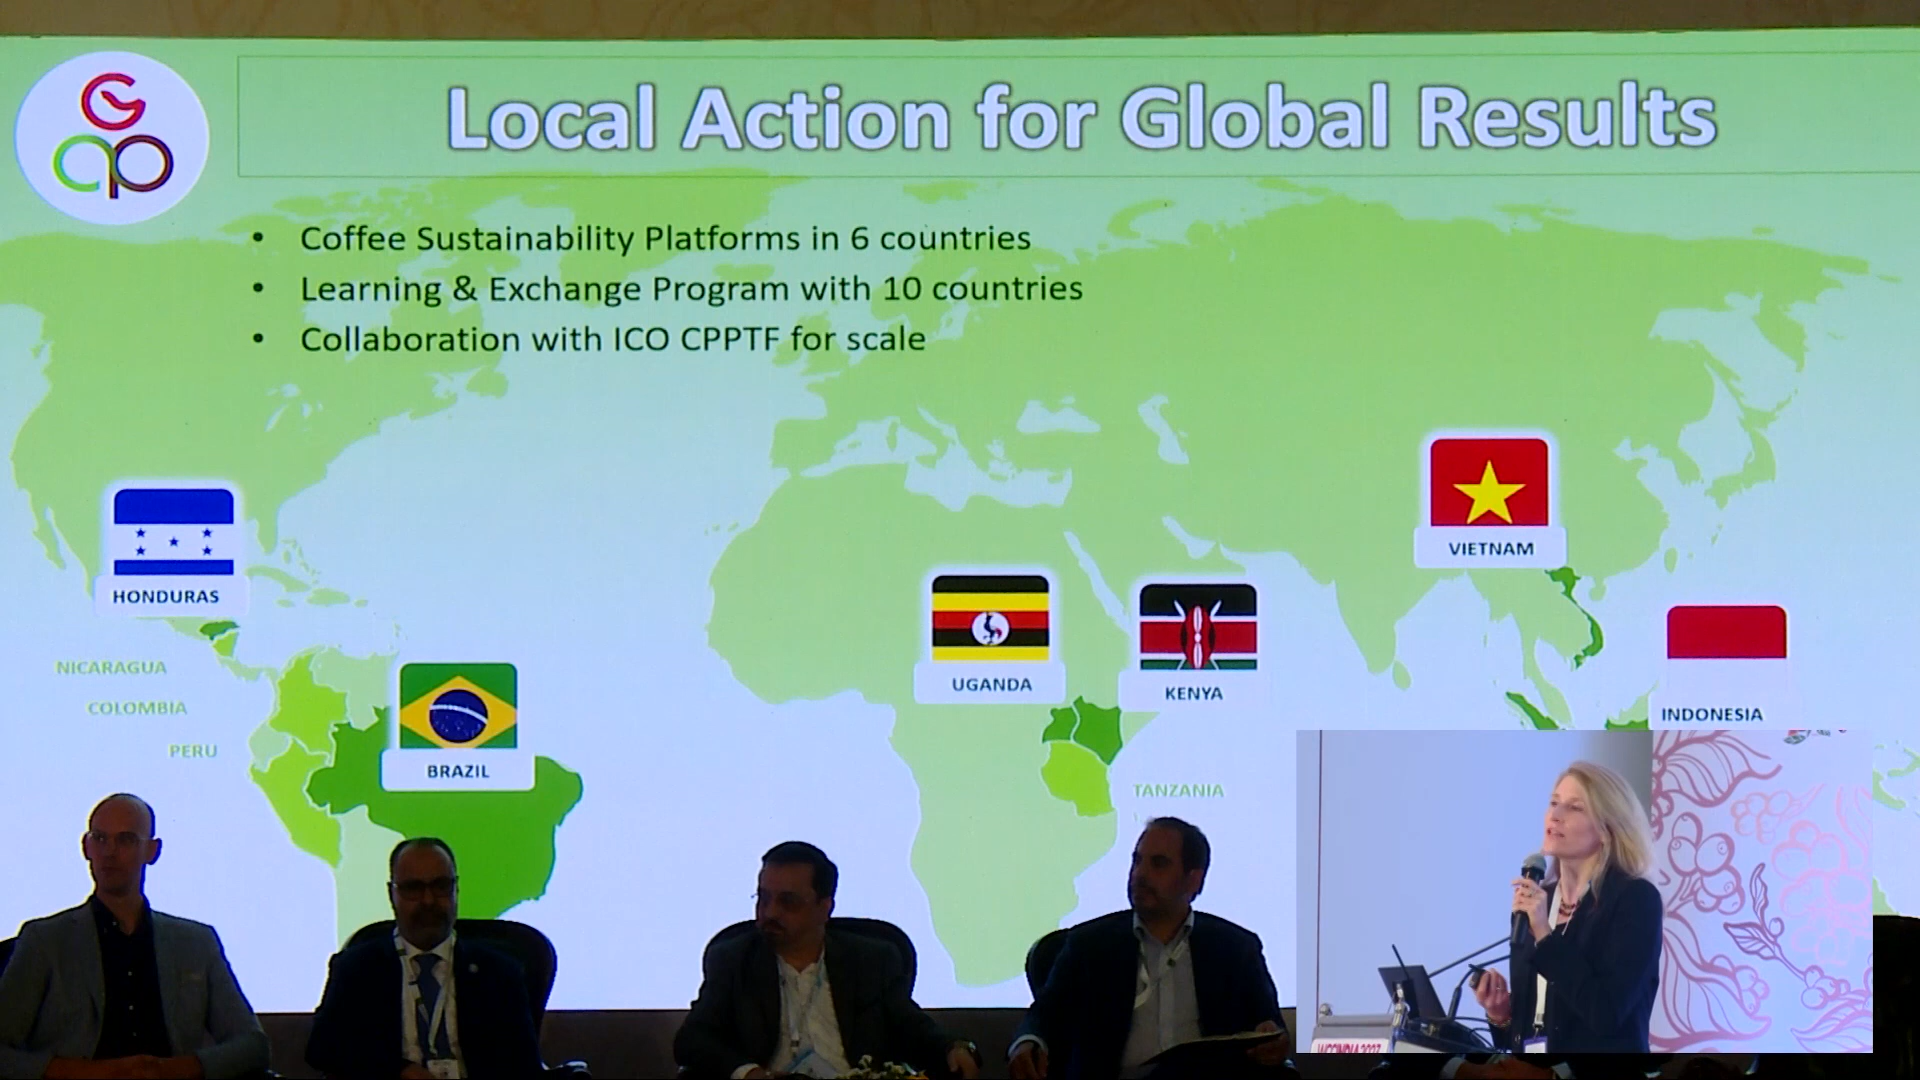 Local Action for Global Results
• Coffee Sustainability Platforms in 6 countries
• Learning & Exchange Program with 10 countries
• Collaboration with ICO CPPTF for scale
HONDURAS
NICARAGUA
COLOMBIA
PERU
BRAZIL
UGANDA
KENYA
TANZANIA
VIETNAM
INDONESIA